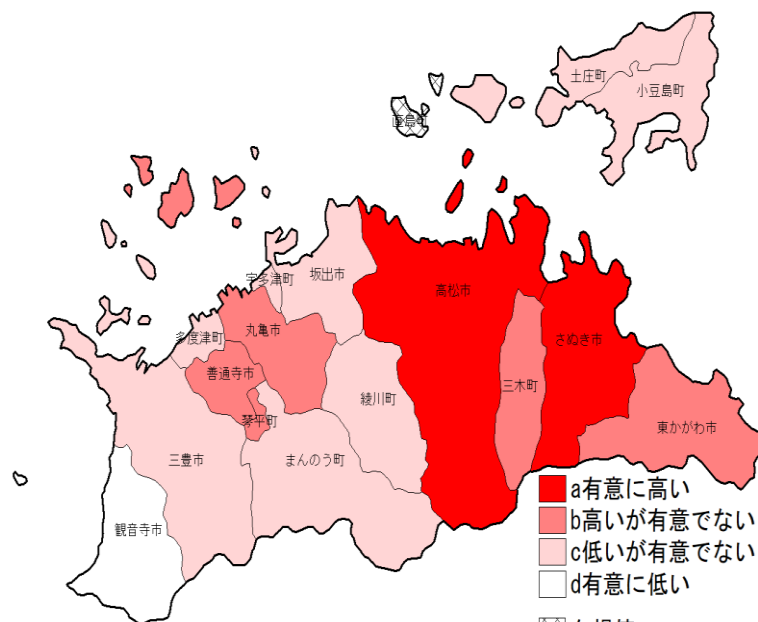 土庄町
小豆島町
直島町
宇多津町
坂出市
高松市
多度津町
丸亀市
さぬき市
善通寺市
三木町
綾川町
琴平町
東かがわ市
三豊市
まんのう町
観音寺市
a有意に高い
b高いが有意でない
c低いが有意でない
d有意に低い